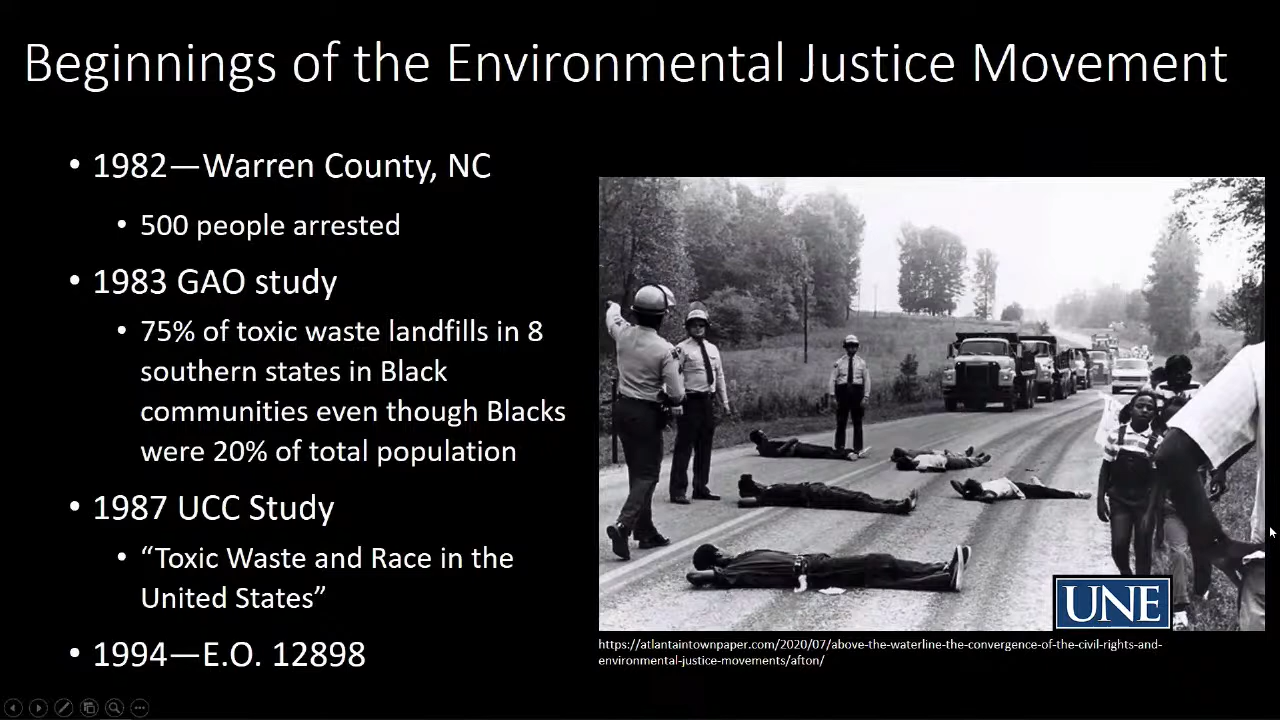 Beginnings of the Environmental Justice Movement
• 1982—Warren County, NC
• 500 people arrested
• 1983 GAO study
• 75% of toxic waste landfills in 8
southern states in Black
communities even though Blacks
were 20% of total population
• 1987 UCC Study
• “Toxic Waste and Race in the
United States”
• 1994—E.O. 12898
UNE
https://atlantaintownpaper.com/2020/07/above-the-waterline-the-convergence-of-the-civil-rights-and-
environmental-justice-movements/afton/